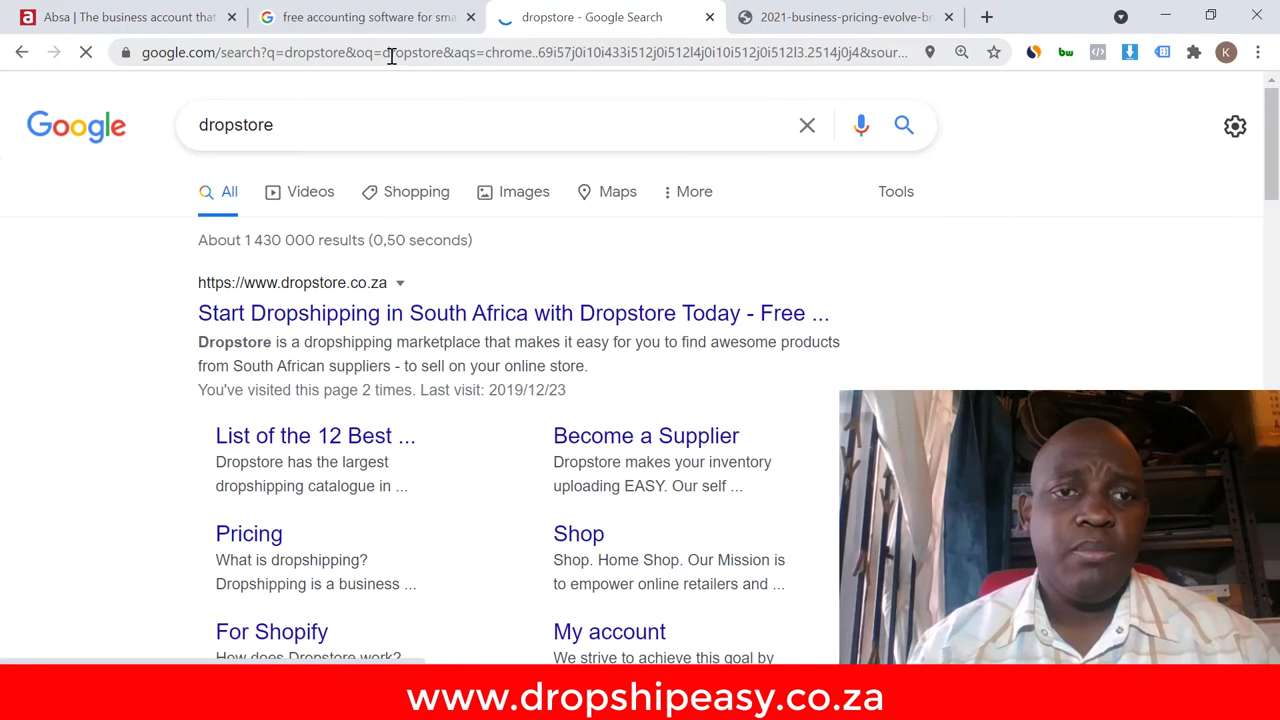 Absa | The business account that
free accounting software for sma
dropstore - Google Search
2021-business-pricing-evolve-br
google.com/search?q=dropstore&oq=dropstore&aqs=chrome..69i57j0i10i433i512j0i512l4j0i10i512j0i512l3.2514j0j4&sour...
bw
K
Google
dropstore
All
Videos
Shopping
Images
Maps
More
Tools
About 1 430 000 results (0,50 seconds)
https://www.dropstore.co.za
Start Dropshipping in South Africa with Dropstore Today - Free ...
Dropstore is a dropshipping marketplace that makes it easy for you to find awesome products
from South African suppliers - to sell on your online store.
You've visited this page 2 times. Last visit: 2019/12/23
List of the 12 Best ...
Dropstore has the largest
dropshipping catalogue in ...
Become a Supplier
Dropstore makes your inventory
uploading EASY. Our self ...
Pricing
What is dropshipping?
Dropshipping is a business ...
Shop
Shop. Home Shop. Our Mission is
to empower online retailers and ...
For Shopify
How does Dropstore work?
My account
We strive to achieve this goal by
www.dropshipeasy.co.za